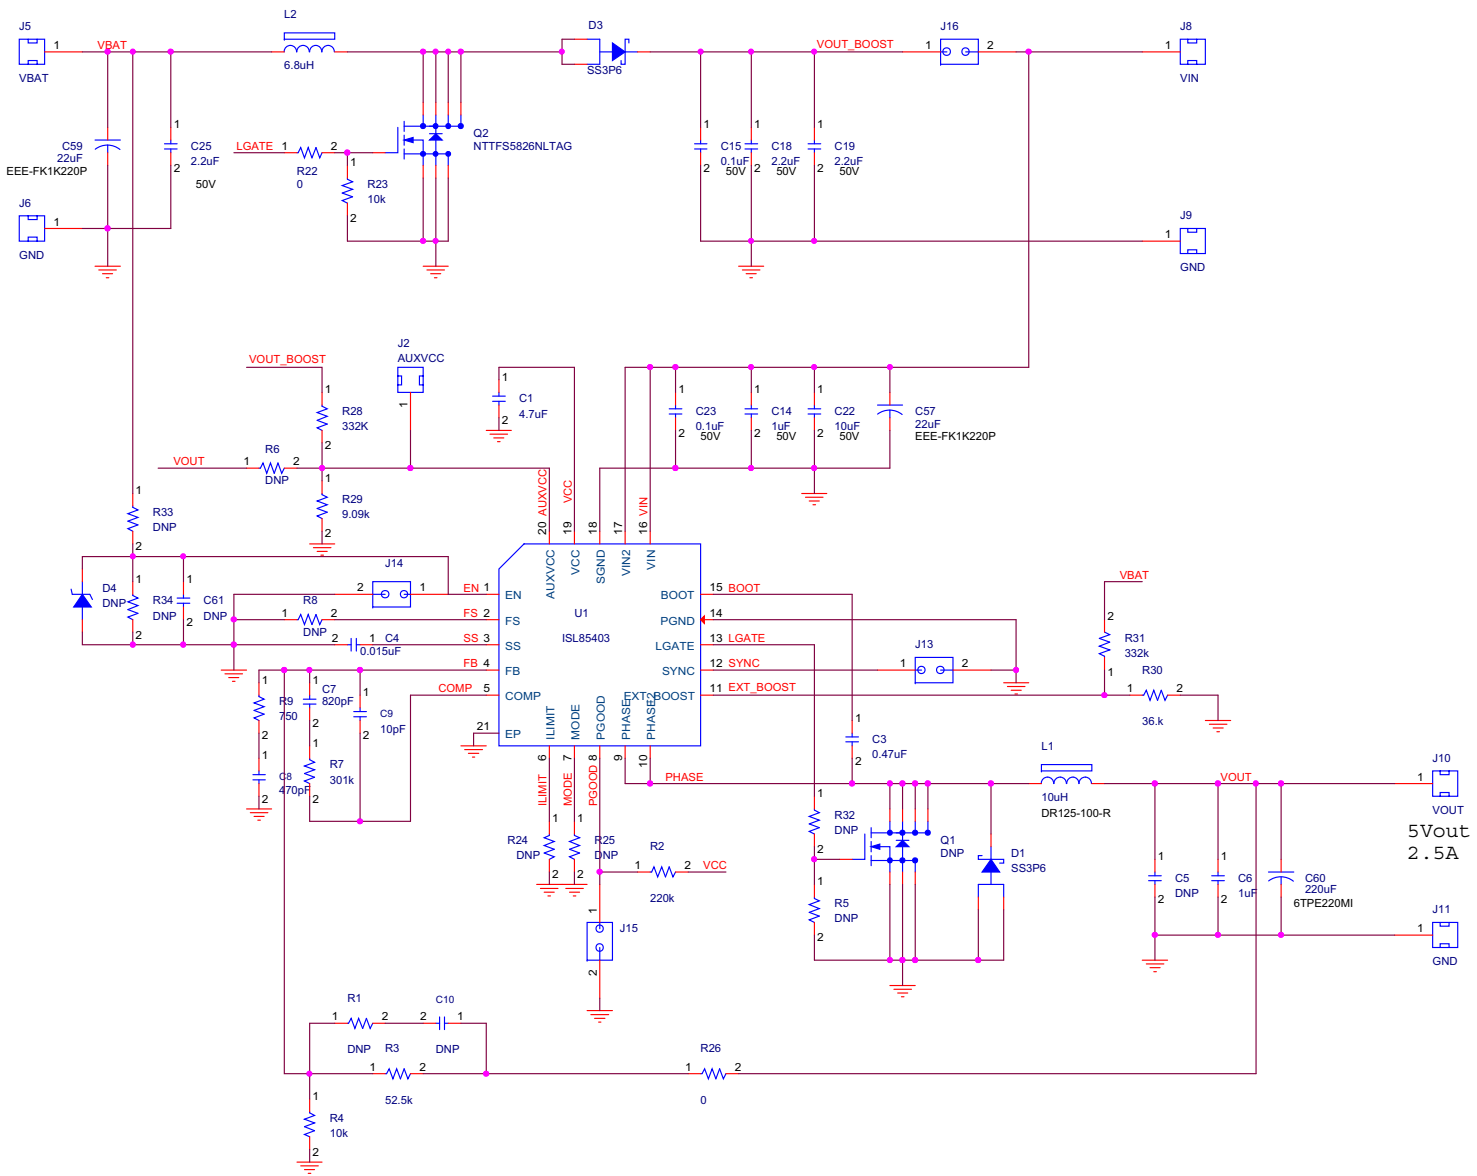 J5
1
VBAT
VBAT
L2
6.8uH
D3
SS3P6
VOUT_BOOST
J16
1
2
J8
1
VIN
C59
22uF
EEE-FK1K220P
1
C25
2.2uF
2
50V
LGATE
1
2
R22
0
1
R23
10k
2
Q2
NTTFS5826NLTAG
1
C15
0.1uF
2
50V
1
C18
2.2uF
2
50V
1
C19
2.2uF
2
50V
J6
1
GND
J9
1
GND
VOUT_BOOST
1
R28
332K
2
J2
AUXVCC
1
1
C1
4.7uF
2
1
C23
0.1uF
2
50V
1
C14
1uF
2
50V
1
C22
10uF
2
50V
C57
22uF
EEE-FK1K220P
VOUT
1
R6
2
DNP
1
R29
9.09k
2
1
R33
DNP
2
AUXVCC
20
VCC
19
18
17
VIN
16
AUXVCC
VCC
SGND
VIN2
VIN
D4
DNP
1
R34
DNP
2
1
C61
DNP
2
J14
2
1
R8
1
2
DNP
2
1
C4
0.015uF
EN
1
EN
FS
2
FS
SS
3
SS
FB
4
FB
COMP
5
COMP
21
EP
U1
ISL85403
BOOT
15
BOOT
PGND
14
LGATE
13
LGATE
SYNC
12
SYNC
EXT_BOOST
11
EXT_BOOST
ILIMIT
MODE
PGOOD
PHASE
PHASE2
6
7
8
9
10
ILIMIT
MODE
PGOOD
J13
1
2
VBAT
R31
332k
2
1
R30
1
2
36.k
1
R9
750
2
1
C7
820pF
2
1
C9
10pF
2
1
C8
470pF
2
1
R7
301k
2
1
C3
0.47uF
2
PHASE
L1
10uH
DR125-100-R
VOUT
J10
1
VOUT
5Vout
2.5A
1
R24
DNP
2
1
R25
DNP
2
R2
1
2
VCC
220k
1
R32
DNP
2
Q1
DNP
D1
SS3P6
1
R5
DNP
2
1
C5
DNP
2
1
C6
1uF
2
C60
220uF
6TPE220MI
J11
1
GND
1
J15
2
R1
1
2
DNP
C10
2
1
DNP
R3
1
2
52.5k
R26
1
2
0
1
R4
10k
2